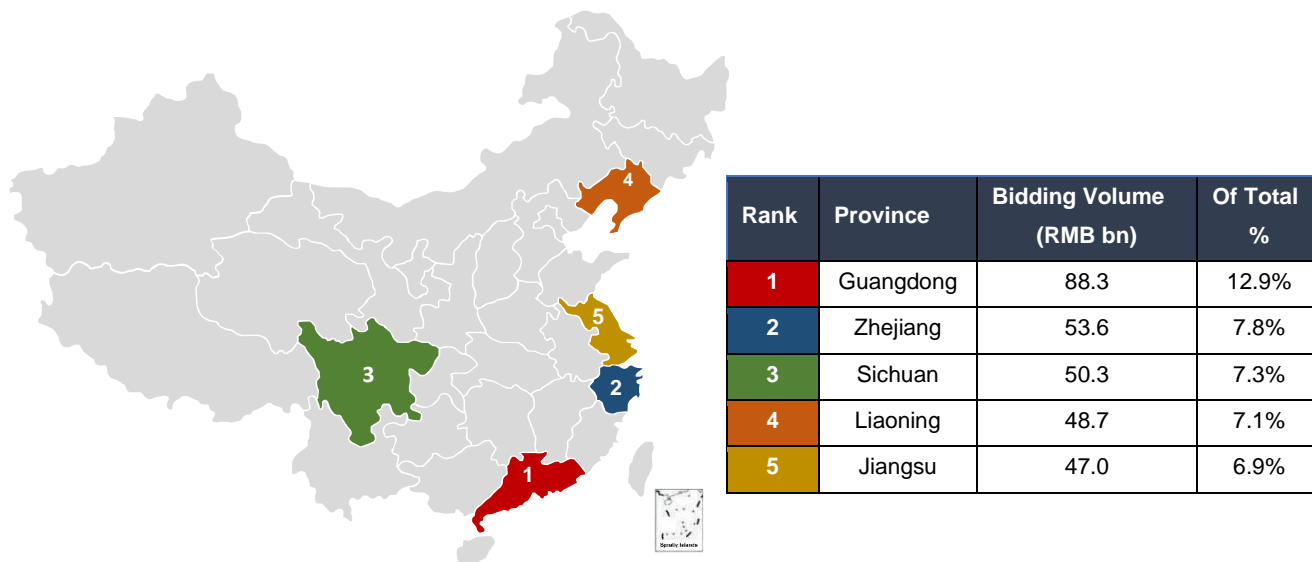 4
5
3
2
1
Spratly Islands
Rank Province Bidding Volume (RMB bn) Of Total %
1 Guangdong 88.3 12.9%
2 Zhejiang 53.6 7.8%
3 Sichuan 50.3 7.3%
4 Liaoning 48.7 7.1%
5 Jiangsu 47.0 6.9%